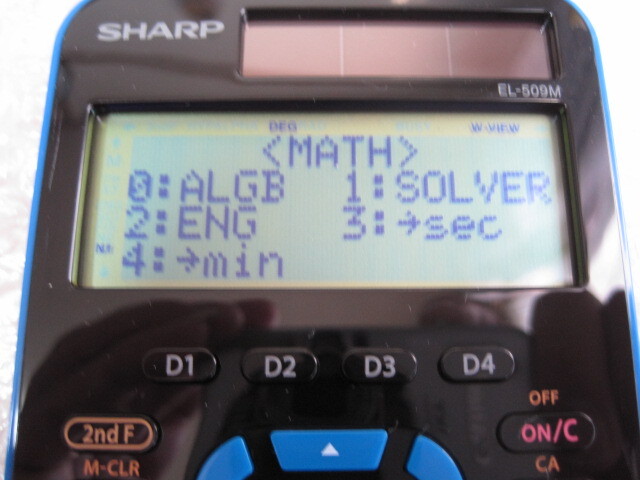 SHARP
EL-509M
DEG W-VIEW
<MATH>
0:ALGB 1:SOLVER
2:ENG 3:→sec
4:→min
D1 D2 D3 D4
OFF
2nd F ON/C
M-CLR CA